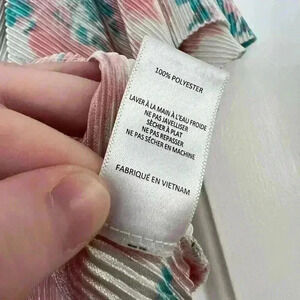 100% POLYESTER
LAVER À LA MAIN À L'EAU FROIDE
NE PAS JAVELLISER
SÉCHER À PLAT
NE PAS REPASSER
NE PAS SÉCHER EN MACHINE
FABRIQUÉ EN VIETNAM